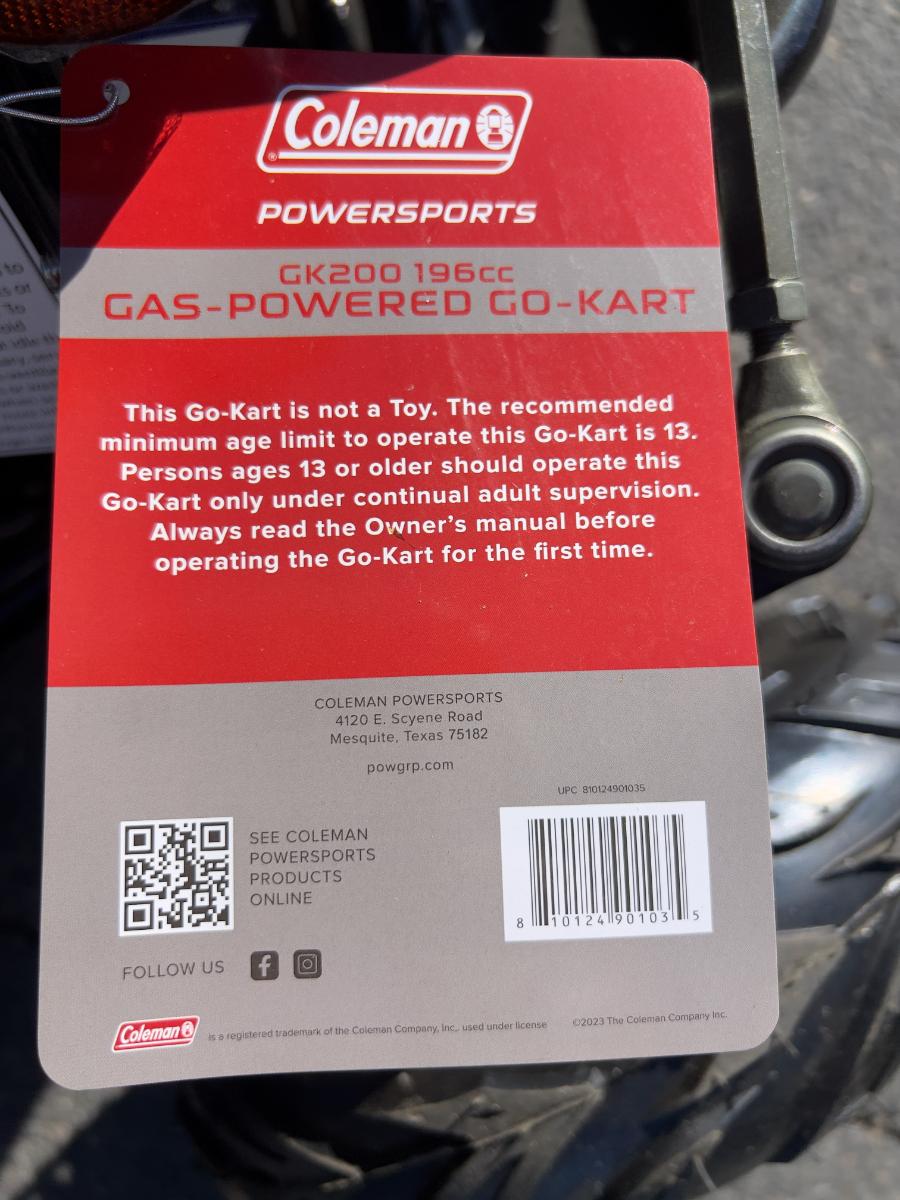 Coleman
®
POWERSPORTS
GK200 196cc
GAS-POWERED GO-KART
This Go-Kart is not a Toy. The recommended
minimum age limit to operate this Go-Kart is 13.
Persons ages 13 or older should operate this
Go-Kart only under continual adult supervision.
Always read the Owner's manual before
operating the Go-Kart for the first time.
COLEMAN POWERSPORTS
4120 E. Scyene Road
Mesquite, Texas 75182
powgrp.com
UPC 810124901035
8 10124 90103 5
SEE COLEMAN
POWERSPORTS
PRODUCTS
ONLINE
FOLLOW US
Coleman is a registered trademark of the Coleman Company, Inc., used under license ©2023 The Coleman Company Inc.